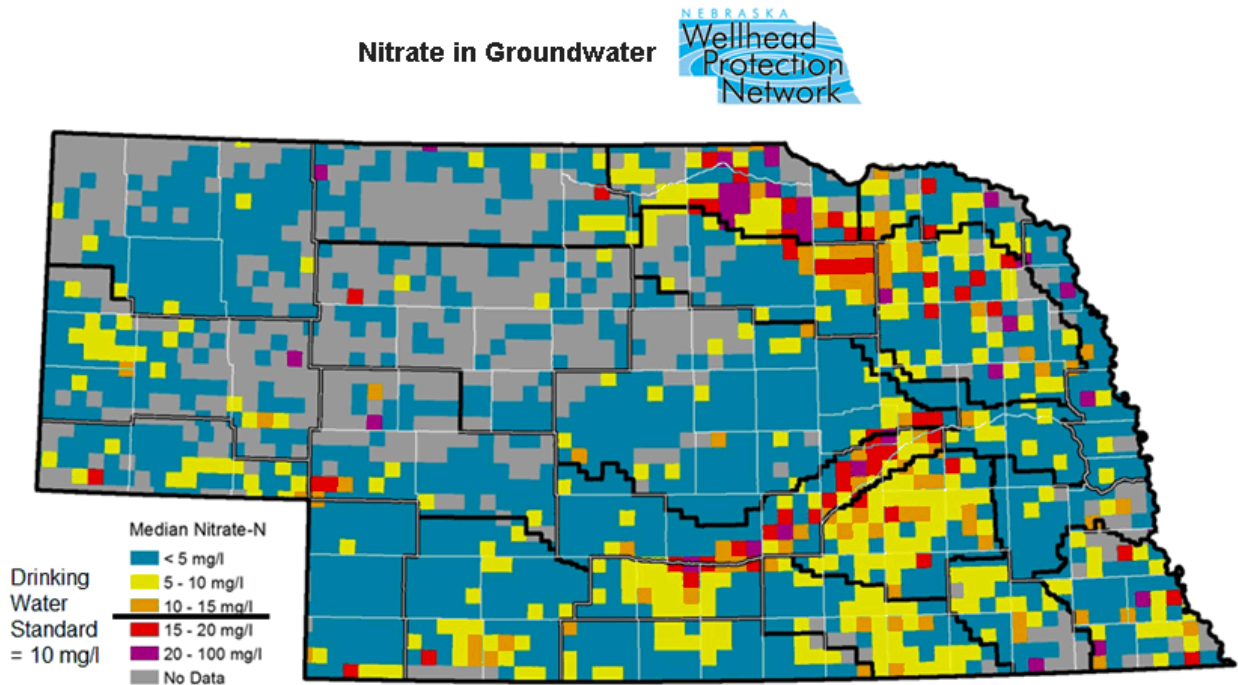 NEBRASKA
Wellhead
Protection
Network
Nitrate in Groundwater
Median Nitrate-N
< 5 mg/l
5 - 10 mg/l
10 - 15 mg/l
15 - 20 mg/l
20 - 100 mg/l
No Data
Drinking
Water
Standard
= 10 mg/l